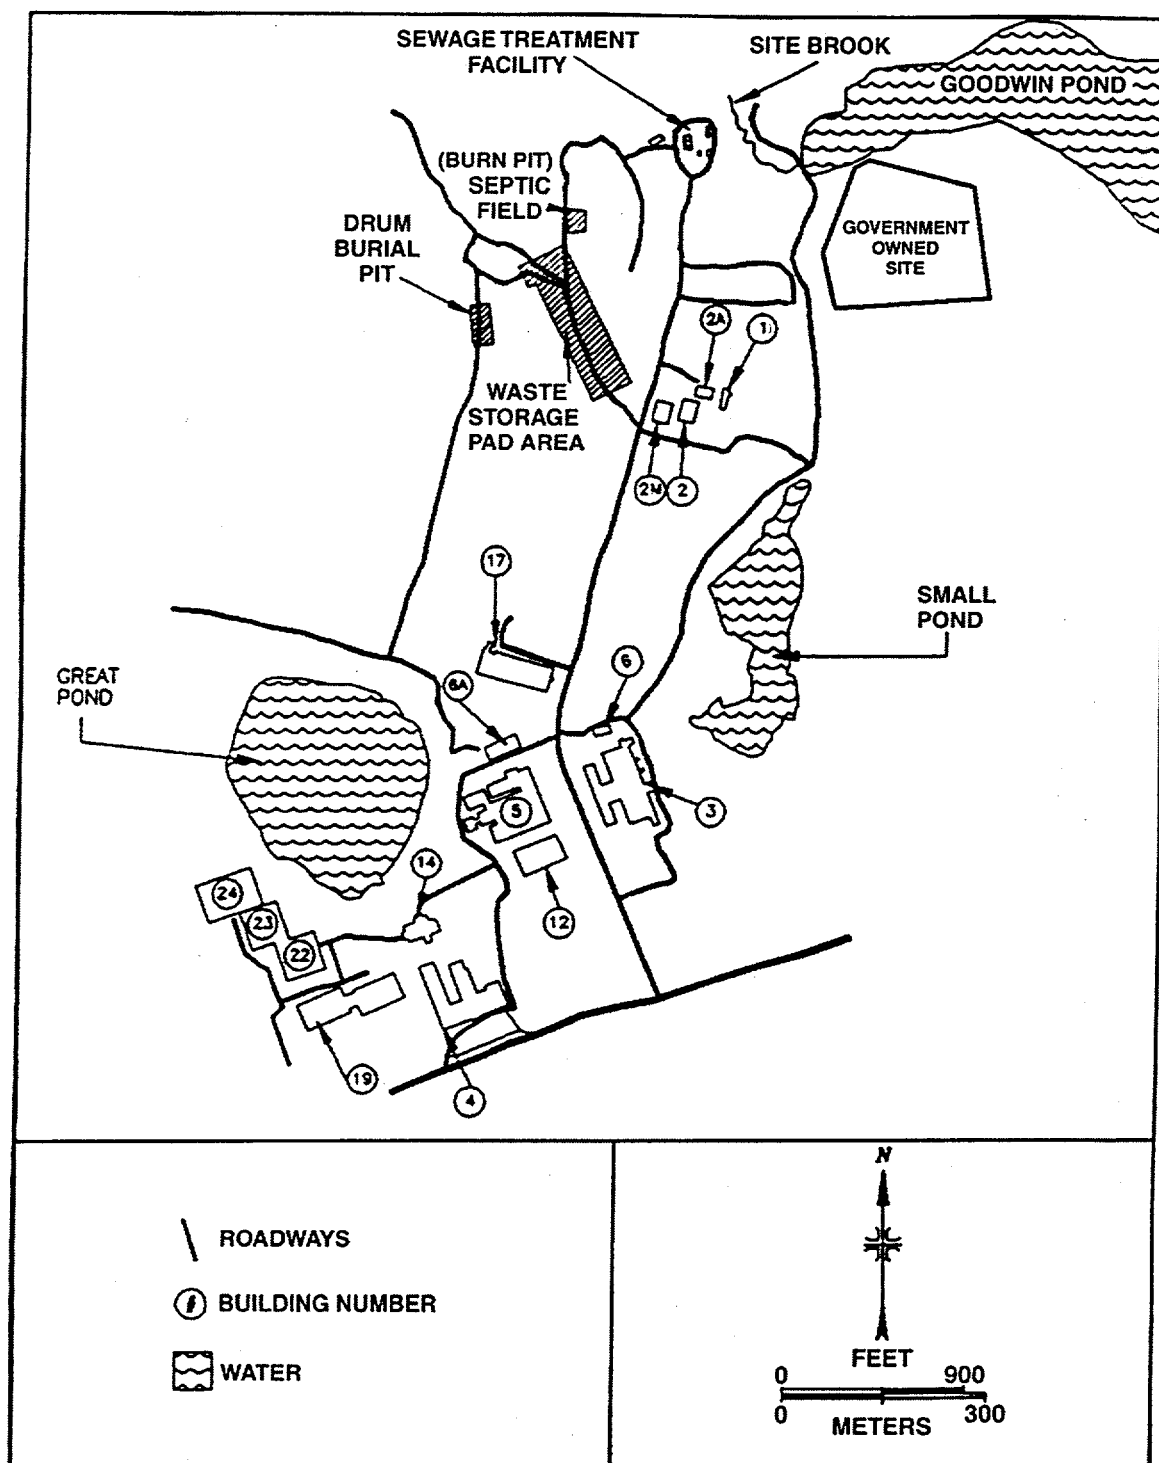 SEWAGE TREATMENT
FACILITY
SITE BROOK
GOODWIN POND
(BURN PIT)
SEPTIC
FIELD
DRUM
BURIAL
PIT
GOVERNMENT
OWNED
SITE
2A
WASTE
STORAGE
PAD AREA
2M
2
17
SMALL
POND
6
GREAT
POND
6A
5
3
14
24
12
23
22
19
4
N
ROADWAYS
# BUILDING NUMBER
WATER
FEET
0 900
0 300
METERS